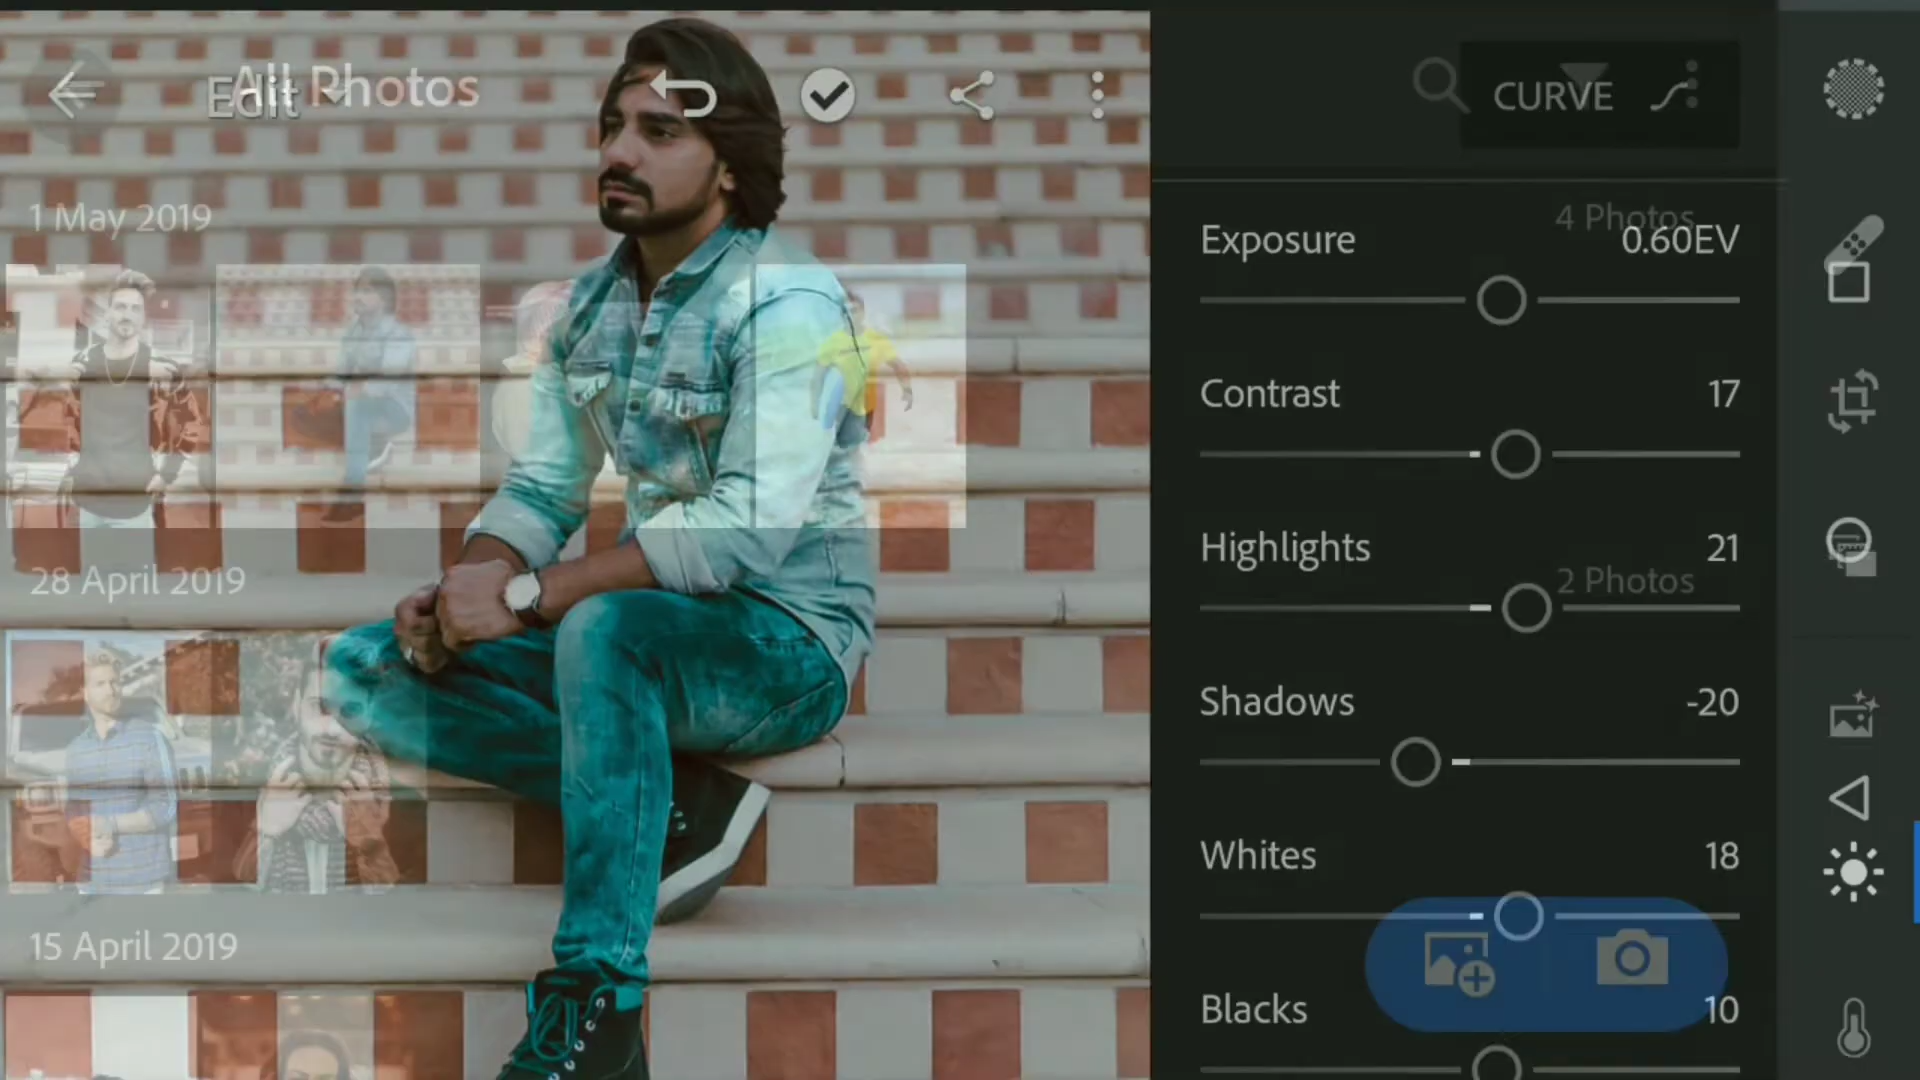 Edit
All Photos
CURVE
1 May 2019
4 Photos
Exposure 0.60EV
Contrast 17
Highlights 21
28 April 2019
2 Photos
Shadows -20
Whites 18
15 April 2019
Blacks 10